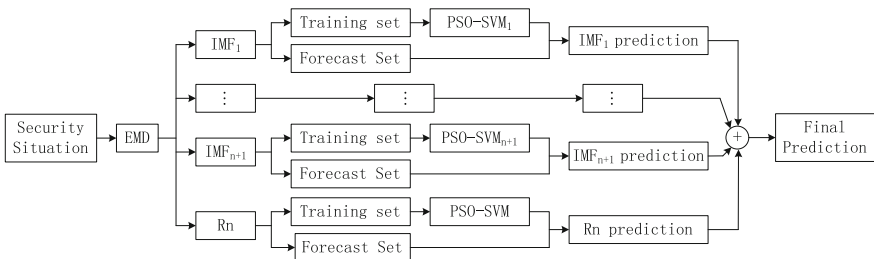 Training set
PSO-SVM₁
IMF₁
IMF₁ prediction
Forecast Set
⋮
⋮
⋮
Security
Situation
EMD
Final
Prediction
+
Training set
PSO-SVMₙ₊₁
IMFₙ₊₁
IMFₙ₊₁ prediction
Forecast Set
Training set
PSO-SVM
Rn
Rn prediction
Forecast Set